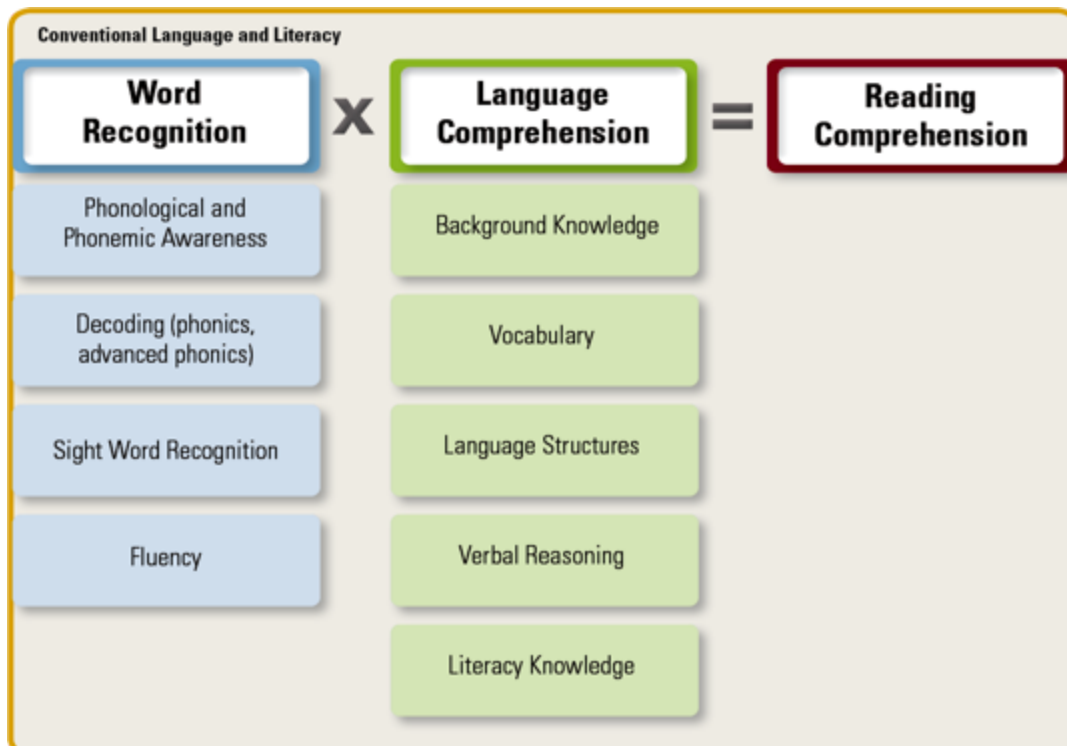 Conventional Language and Literacy
Word
Recognition
x
Language
Comprehension
=
Reading
Comprehension
Phonological and
Phonemic Awareness
Decoding (phonics,
advanced phonics)
Sight Word Recognition
Fluency
Background Knowledge
Vocabulary
Language Structures
Verbal Reasoning
Literacy Knowledge